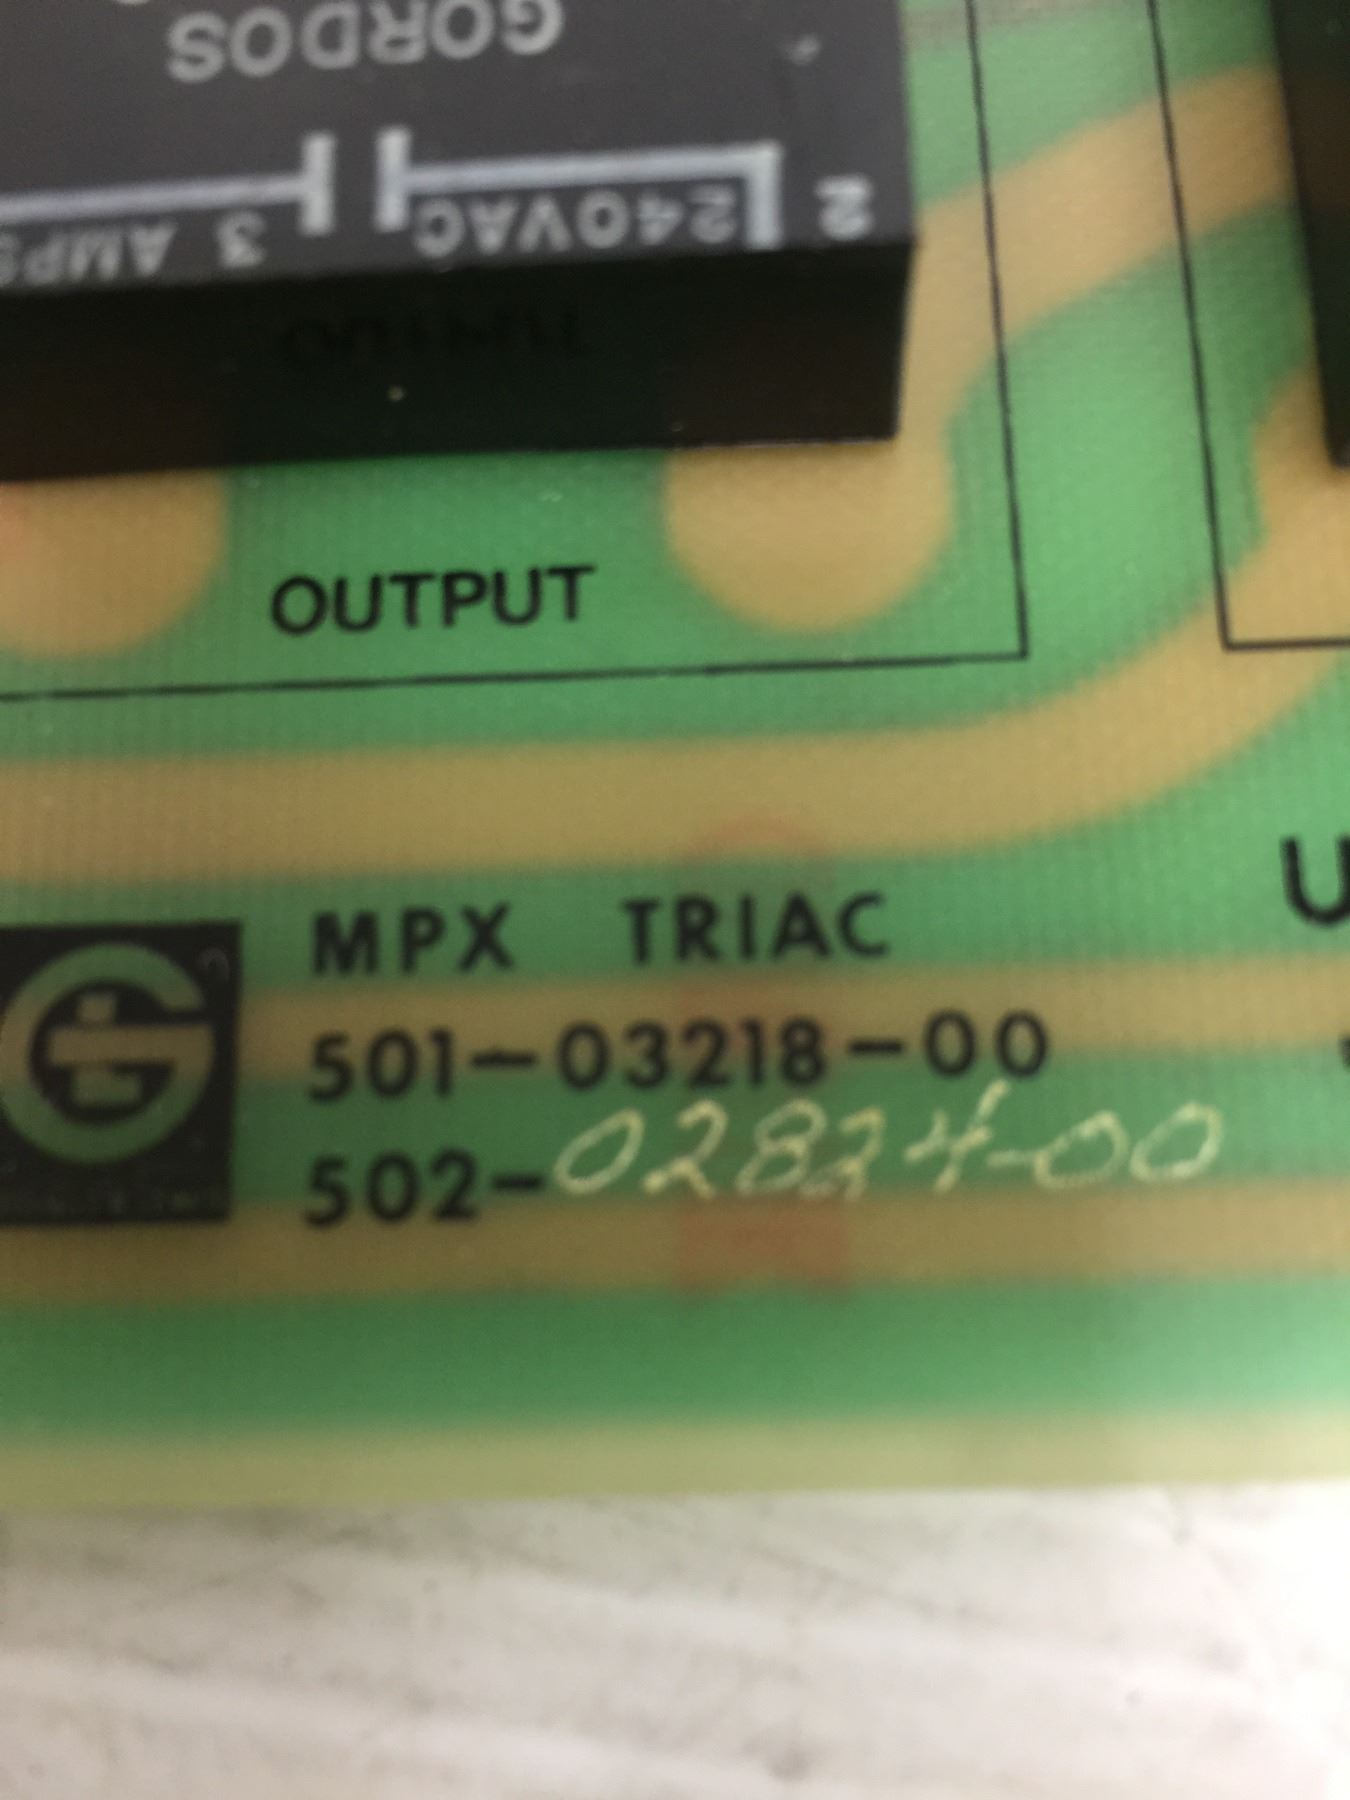 GORDOS
240VAC
3 AMPS
2
OUTPUT
MPX TRIAC
501-03218-00
502-02824-00